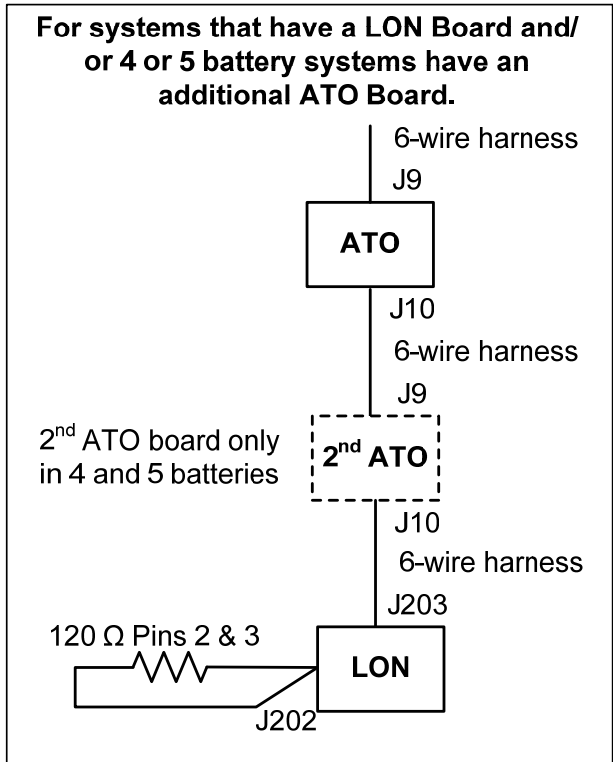 For systems that have a LON Board and/
or 4 or 5 battery systems have an
additional ATO Board.
6-wire harness
J9
ATO
J10
6-wire harness
J9
2nd ATO board only
in 4 and 5 batteries
2nd ATO
J10
6-wire harness
J203
120 Ω Pins 2 & 3
LON
J202